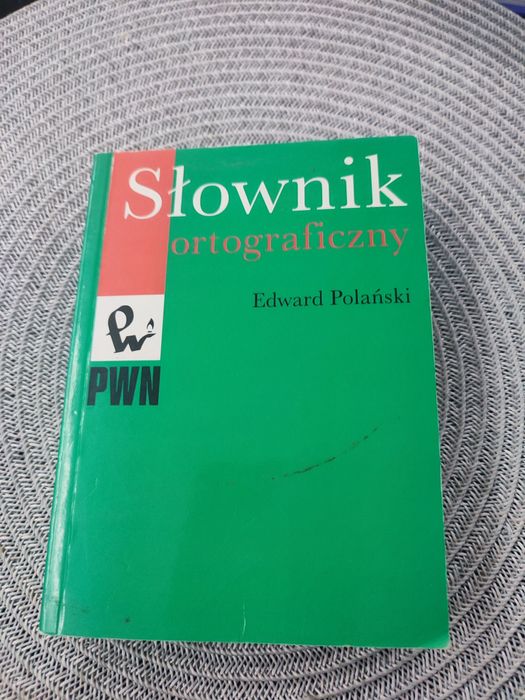 Słownik
ortograficzny
Edward Polański
PWN